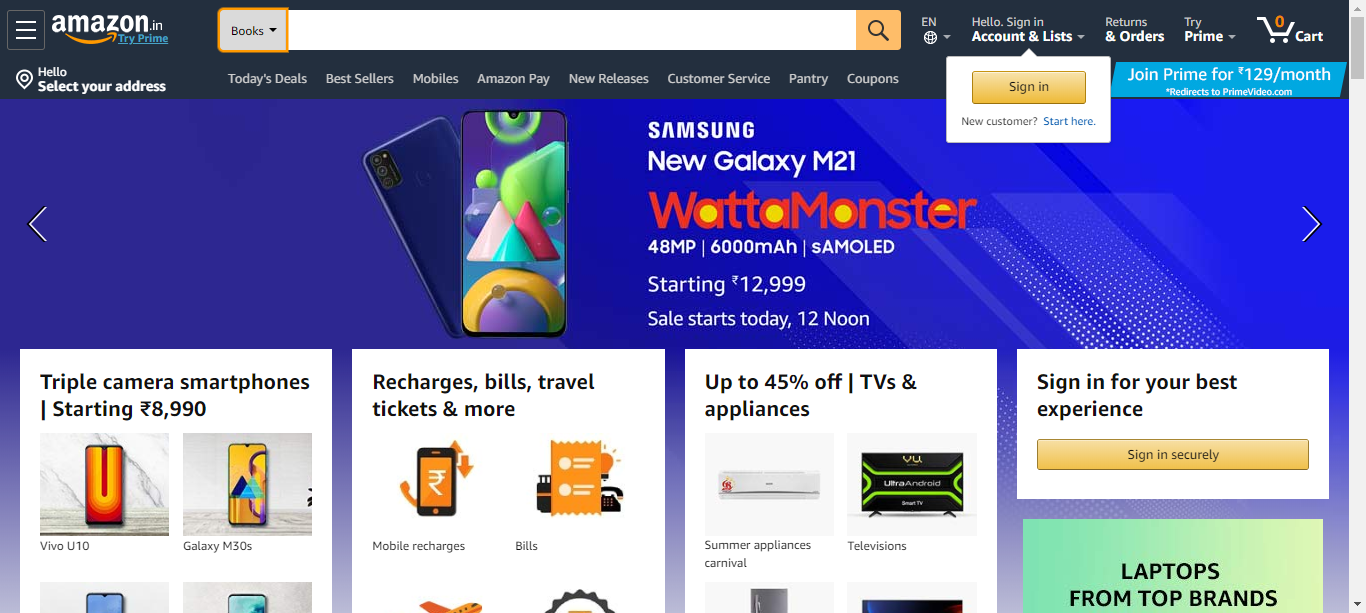 amazon.in
Try Prime
Books
EN
Hello. Sign in
Account & Lists
Returns
& Orders
Try
Prime
0
Cart
Hello
Select your address
Today's Deals
Best Sellers
Mobiles
Amazon Pay
New Releases
Customer Service
Pantry
Coupons
Join Prime for ₹129/month
*Redirects to PrimeVideo.com
Sign in
New customer? Start here.
SAMSUNG
New Galaxy M21
WattaMonster
48MP | 6000mAh | sAMOLED
Starting ₹12,999
Sale starts today, 12 Noon
Triple camera smartphones
| Starting ₹8,990
Vivo U10
Galaxy M30s
Recharges, bills, travel
tickets & more
₹
Mobile recharges
Bills
Up to 45% off | TVs &
appliances
Summer appliances
carnival
VU
UltraAndroid
Smart TV
Televisions
Sign in for your best
experience
Sign in securely
LAPTOPS
FROM TOP BRANDS